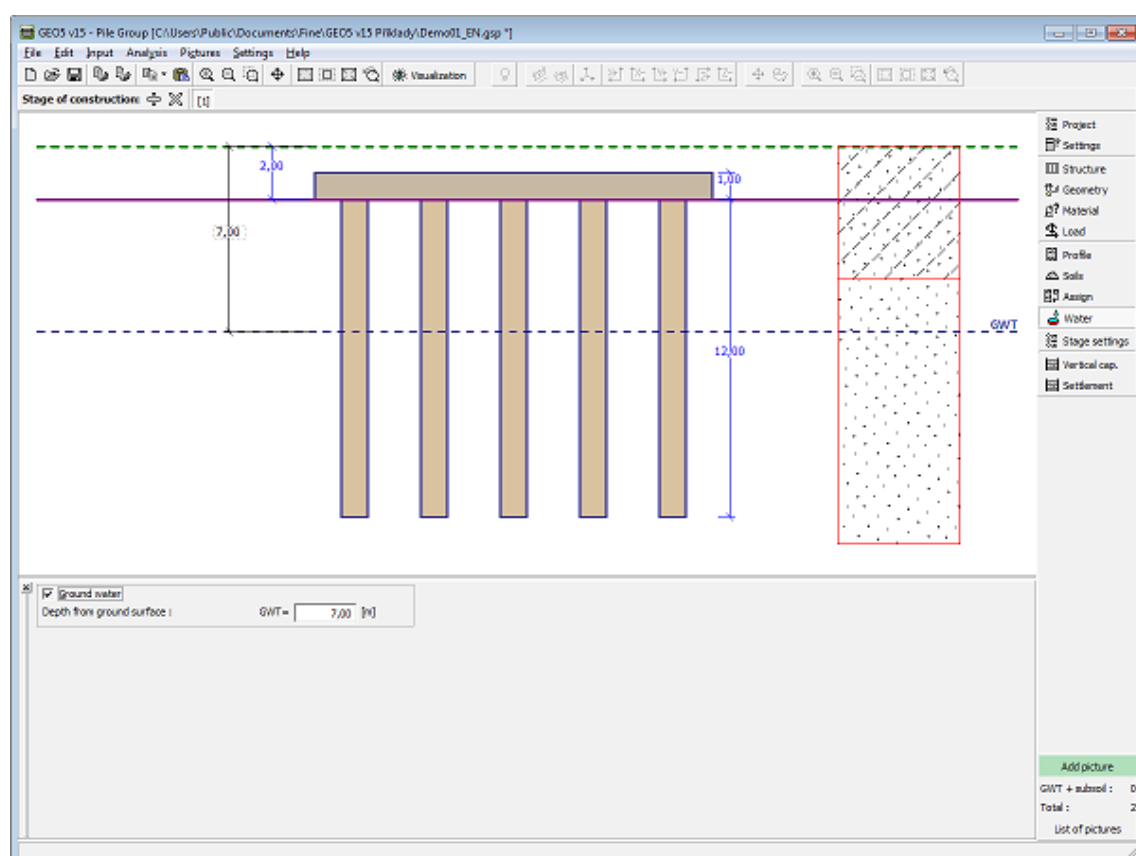 GEO5 v15 - Pile Group [C:\Users\Public\Documents\Fine\GEO5 v15 Příklady\Demo01_EN.gsp *]
File Edit Input Analysis Pictures Settings Help
Visualization
Stage of construction: [1]
2,00
1,00
7,00
GWT
12,00
Project
Settings
Structure
Geometry
Material
Load
Profile
Soils
Assign
Water
Stage settings
Vertical cap.
Settlement
Ground water
Depth from ground surface : GWT = 7,00 [m]
Add picture
GWT + subsoil : 0
Total : 2
List of pictures